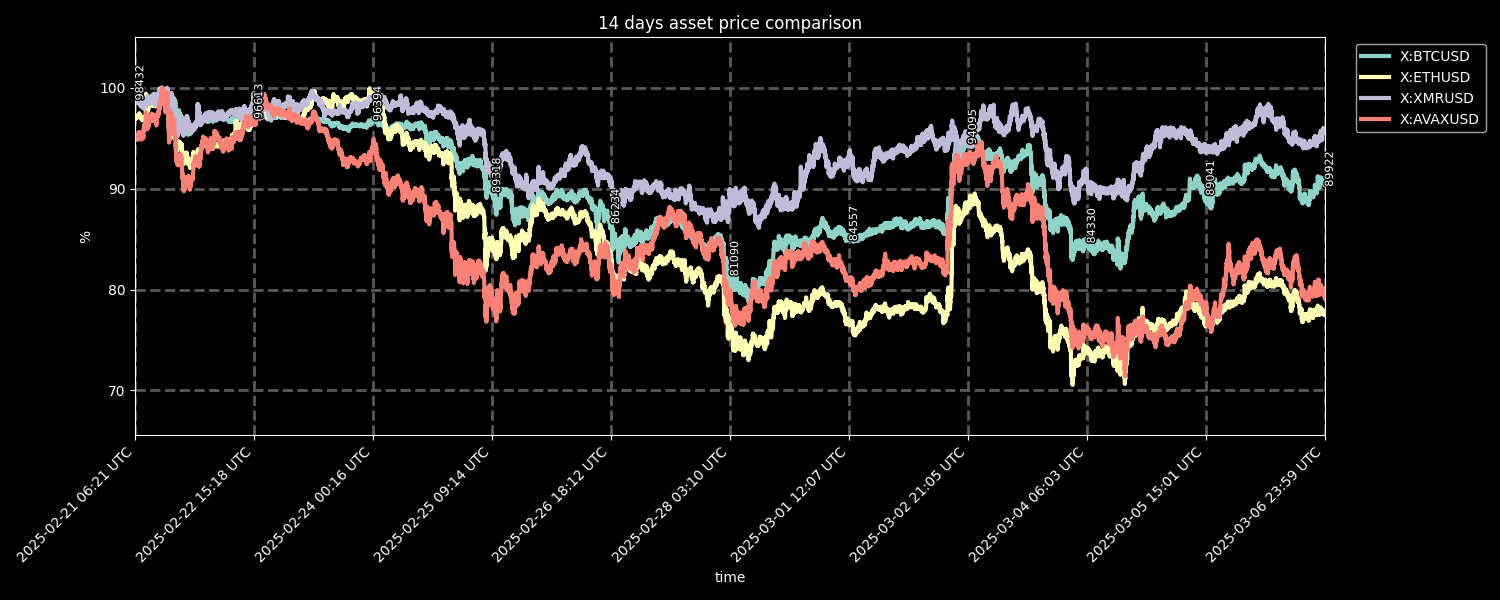 14 days asset price comparison
X:BTCUSD
X:ETHUSD
X:XMRUSD
X:AVAXUSD
100
90
80
70
%
98432
96613
96394
89318
86234
81090
84557
94095
84330
89041
89922
2025-02-21 06:21 UTC
2025-02-22 15:18 UTC
2025-02-24 00:16 UTC
2025-02-25 09:14 UTC
2025-02-26 18:12 UTC
2025-02-28 03:10 UTC
2025-03-01 12:07 UTC
2025-03-02 21:05 UTC
2025-03-04 06:03 UTC
2025-03-05 15:01 UTC
2025-03-06 23:59 UTC
time